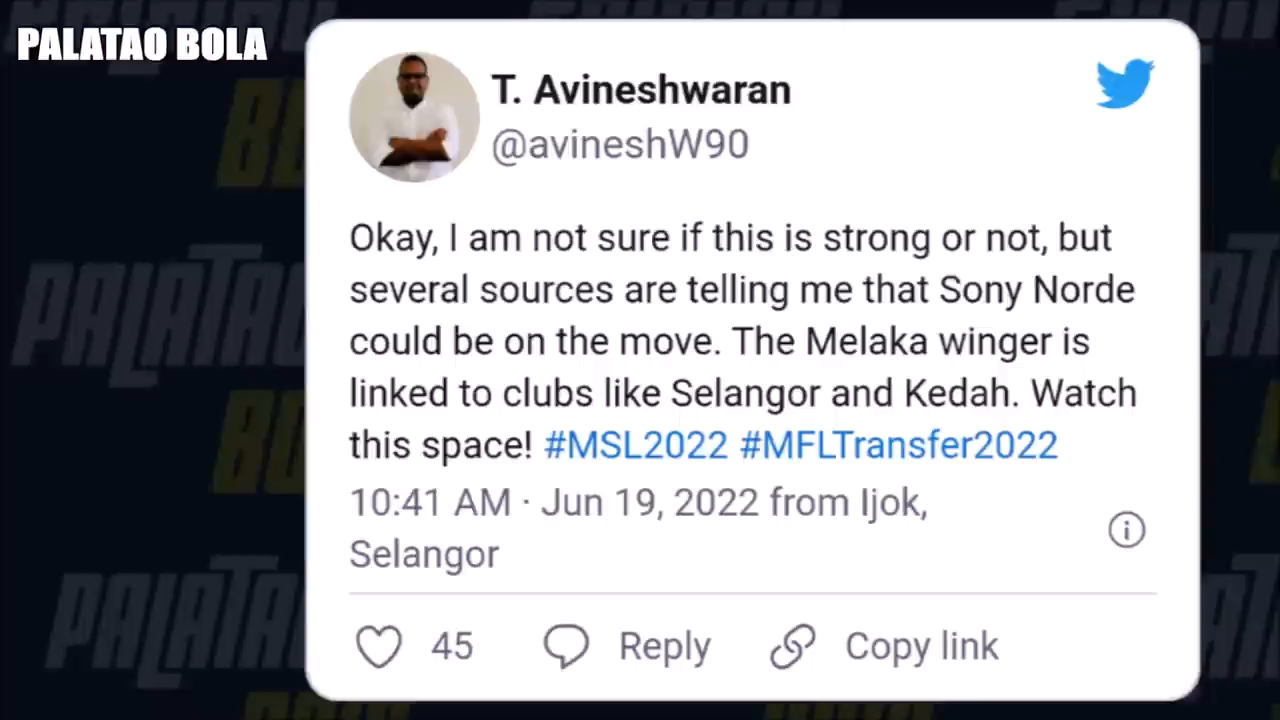 PALATAO BOLA
T. Avineshwaran
@avineshW90
Okay, I am not sure if this is strong or not, but
several sources are telling me that Sony Norde
could be on the move. The Melaka winger is
linked to clubs like Selangor and Kedah. Watch
this space! #MSL2022 #MFLTransfer2022
10:41 AM · Jun 19, 2022 from Ijok,
Selangor
45 Reply Copy link